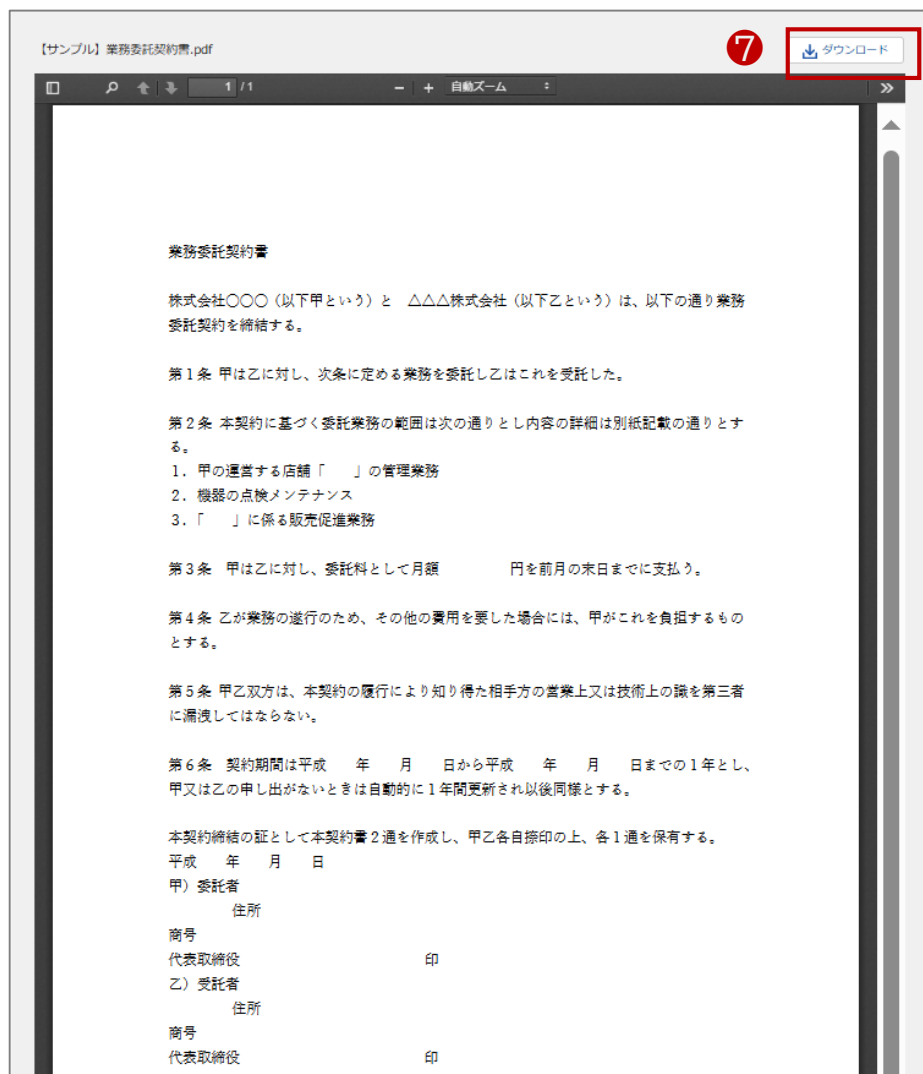 【サンプル】業務委託契約書.pdf
7
ダウンロード
1 / 1
− + 自動ズーム
業務委託契約書
株式会社〇〇〇（以下甲という）と　△△△株式会社（以下乙という）は、以下の通り業務
委託契約を締結する。
第１条 甲は乙に対し、次条に定める業務を委託し乙はこれを受託した。
第２条 本契約に基づく委託業務の範囲は次の通りとし内容の詳細は別紙記載の通りとす
る。
１．甲の運営する店舗「　　」の管理業務
２．機器の点検メンテナンス
３．「　　」に係る販売促進業務
第３条　甲は乙に対し、委託料として月額　　　　　円を前月の末日までに支払う。
第４条 乙が業務の遂行のため、その他の費用を要した場合には、甲がこれを負担するもの
とする。
第５条 甲乙双方は、本契約の履行により知り得た相手方の営業上又は技術上の識を第三者
に漏洩してはならない。
第６条　契約期間は平成　　年　　月　　日から平成　　年　　月　　日までの１年とし、
甲又は乙の申し出がないときは自動的に１年間更新され以後同様とする。
本契約締結の証として本契約書２通を作成し、甲乙各自捺印の上、各１通を保有する。
平成　　年　　月　　日
甲）委託者
住所
商号
代表取締役　　　　　　　　　　　　　印
乙）受託者
住所
商号
代表取締役　　　　　　　　　　　　　印